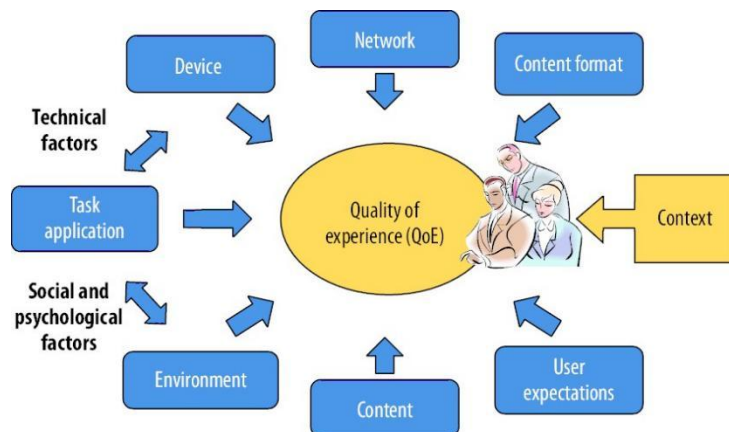 Network
Device
Content format
Technical
factors
Task
application
Quality of
experience (QoE)
Context
Social and
psychological
factors
Environment
Content
User
expectations